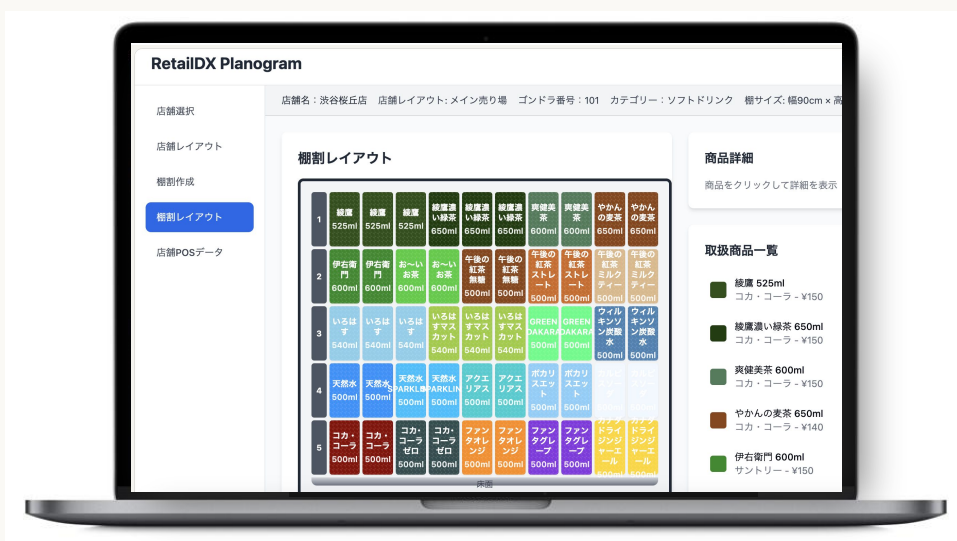 RetailDX Planogram
店舗選択
店舗レイアウト
棚割作成
棚割レイアウト
店舗POSデータ
店舗名：渋谷桜丘店 店舗レイアウト: メイン売り場 ゴンドラ番号：101 カテゴリー：ソフトドリンク 棚サイズ: 幅90cm × 高
棚割レイアウト
1
綾鷹
525ml
綾鷹
525ml
綾鷹
525ml
綾鷹濃
い緑茶
650ml
綾鷹濃
い緑茶
650ml
綾鷹濃
い緑茶
650ml
爽健美
茶
600ml
爽健美
茶
600ml
やかん
の麦茶
650ml
やかん
の麦茶
650ml
2
伊右衛
門
600ml
伊右衛
門
600ml
お〜い
お茶
600ml
お〜い
お茶
600ml
午後の
紅茶
無糖
500ml
午後の
紅茶
無糖
500ml
午後の
紅茶
ストレ
ート
500ml
午後の
紅茶
ストレ
ート
500ml
午後の
紅茶
ミルク
ティー
500ml
午後の
紅茶
ミルク
ティー
500ml
3
いろは
す
540ml
いろは
す
540ml
いろは
す
540ml
いろは
すマス
カット
540ml
いろは
すマス
カット
540ml
いろは
すマス
カット
540ml
GREEN
DAKARA
500ml
GREEN
DAKARA
500ml
ウィル
キンソ
ン炭酸
水
500ml
ウィル
キンソ
ン炭酸
水
500ml
4
天然水
500ml
天然水
500ml
天然水
SPARKLIN
500ml
天然水
SPARKLIN
500ml
アクエ
リアス
500ml
アクエ
リアス
500ml
ポカリ
スエッ
ト
500ml
ポカリ
スエッ
ト
500ml
5
コカ・
コーラ
500ml
コカ・
コーラ
500ml
コカ・
コーラ
ゼロ
500ml
コカ・
コーラ
ゼロ
500ml
ファン
タオレ
ンジ
500ml
ファン
タオレ
ンジ
500ml
ファン
タグレ
ープ
500ml
ファン
タグレ
ープ
500ml
ドライ
ジンジ
ャーエ
ール
500ml
ドライ
ジンジ
ャーエ
ール
500ml
床面
商品詳細
商品をクリックして詳細を表示
取扱商品一覧
綾鷹 525ml
コカ・コーラ - ¥150
綾鷹濃い緑茶 650ml
コカ・コーラ - ¥150
爽健美茶 600ml
コカ・コーラ - ¥150
やかんの麦茶 650ml
コカ・コーラ - ¥140
伊右衛門 600ml
サントリー - ¥150